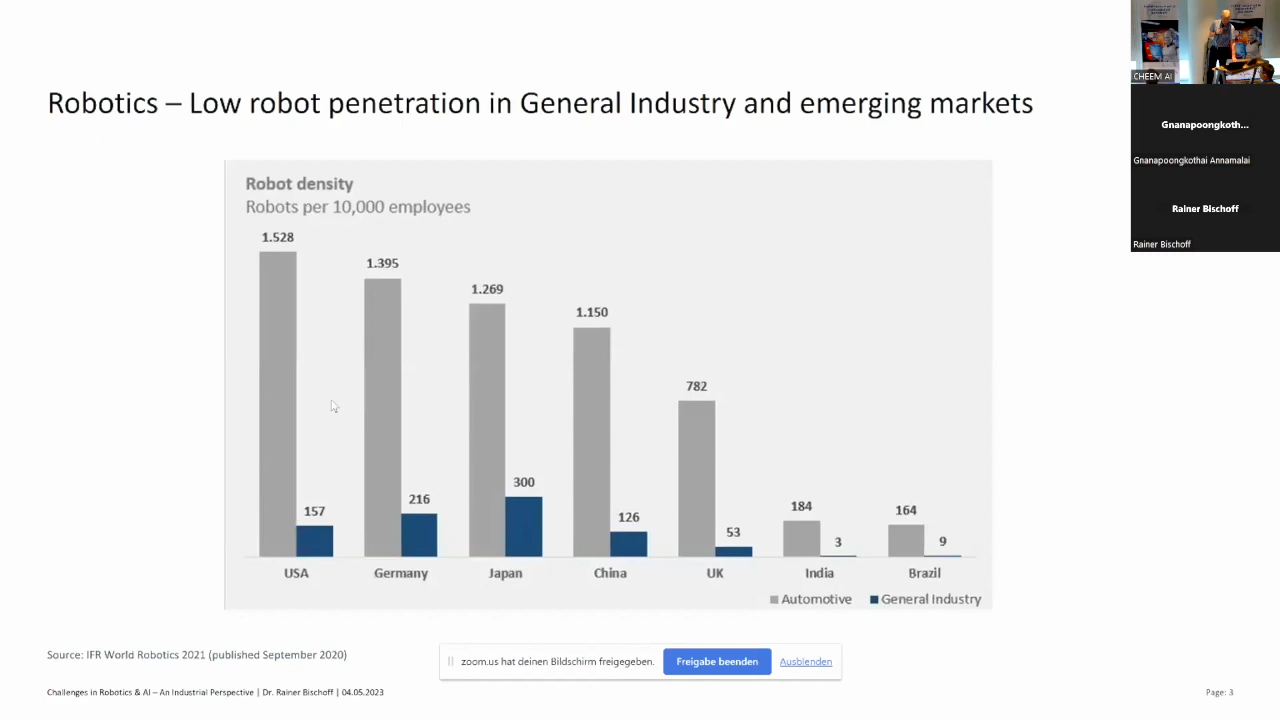 Robotics – Low robot penetration in General Industry and emerging markets
CHEEM AI
Gnanapoongkoth...
Gnanapoongkothai Annamalai
Rainer Bischoff
Rainer Bischoff
Robot density
Robots per 10,000 employees
1.528
157
1.395
216
1.269
300
1.150
126
782
53
184
3
164
9
USA
Germany
Japan
China
UK
India
Brazil
Automotive
General Industry
Source: IFR World Robotics 2021 (published September 2020)
zoom.us hat deinen Bildschirm freigegeben.
Freigabe beenden
Ausblenden
Challenges in Robotics & AI – An Industrial Perspective | Dr. Rainer Bischoff | 04.05.2023
Page: 3